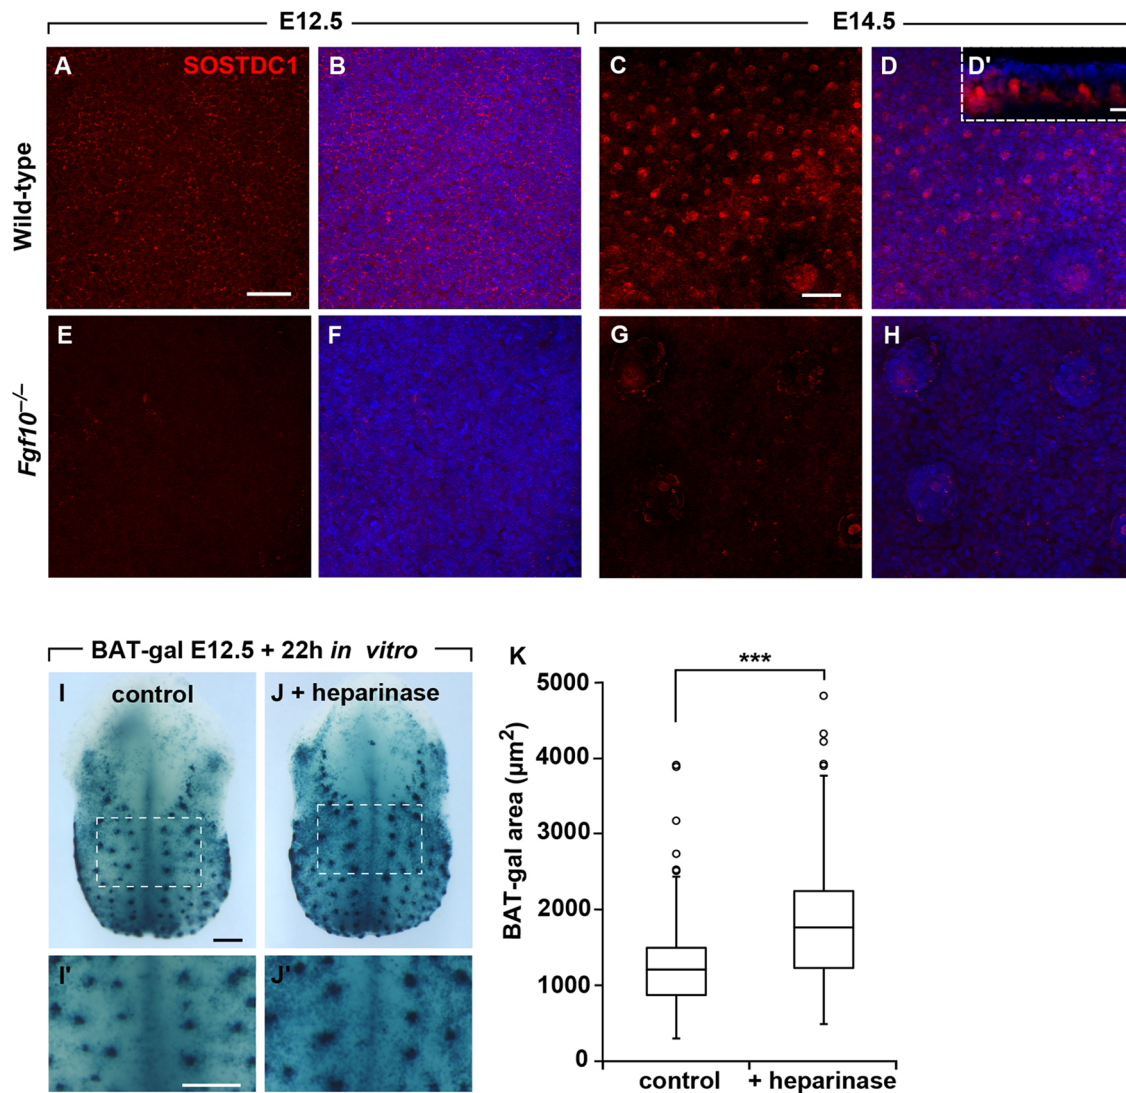 E12.5 E14.5
A SOSTDC1 B C D D'
Wild-type
E F G H
Fgf10–/–
BAT-gal E12.5 + 22h in vitro
I control J + heparinase
I' J'
K
***
BAT-gal area (µm2)
5000
4000
3000
2000
1000
0
control + heparinase